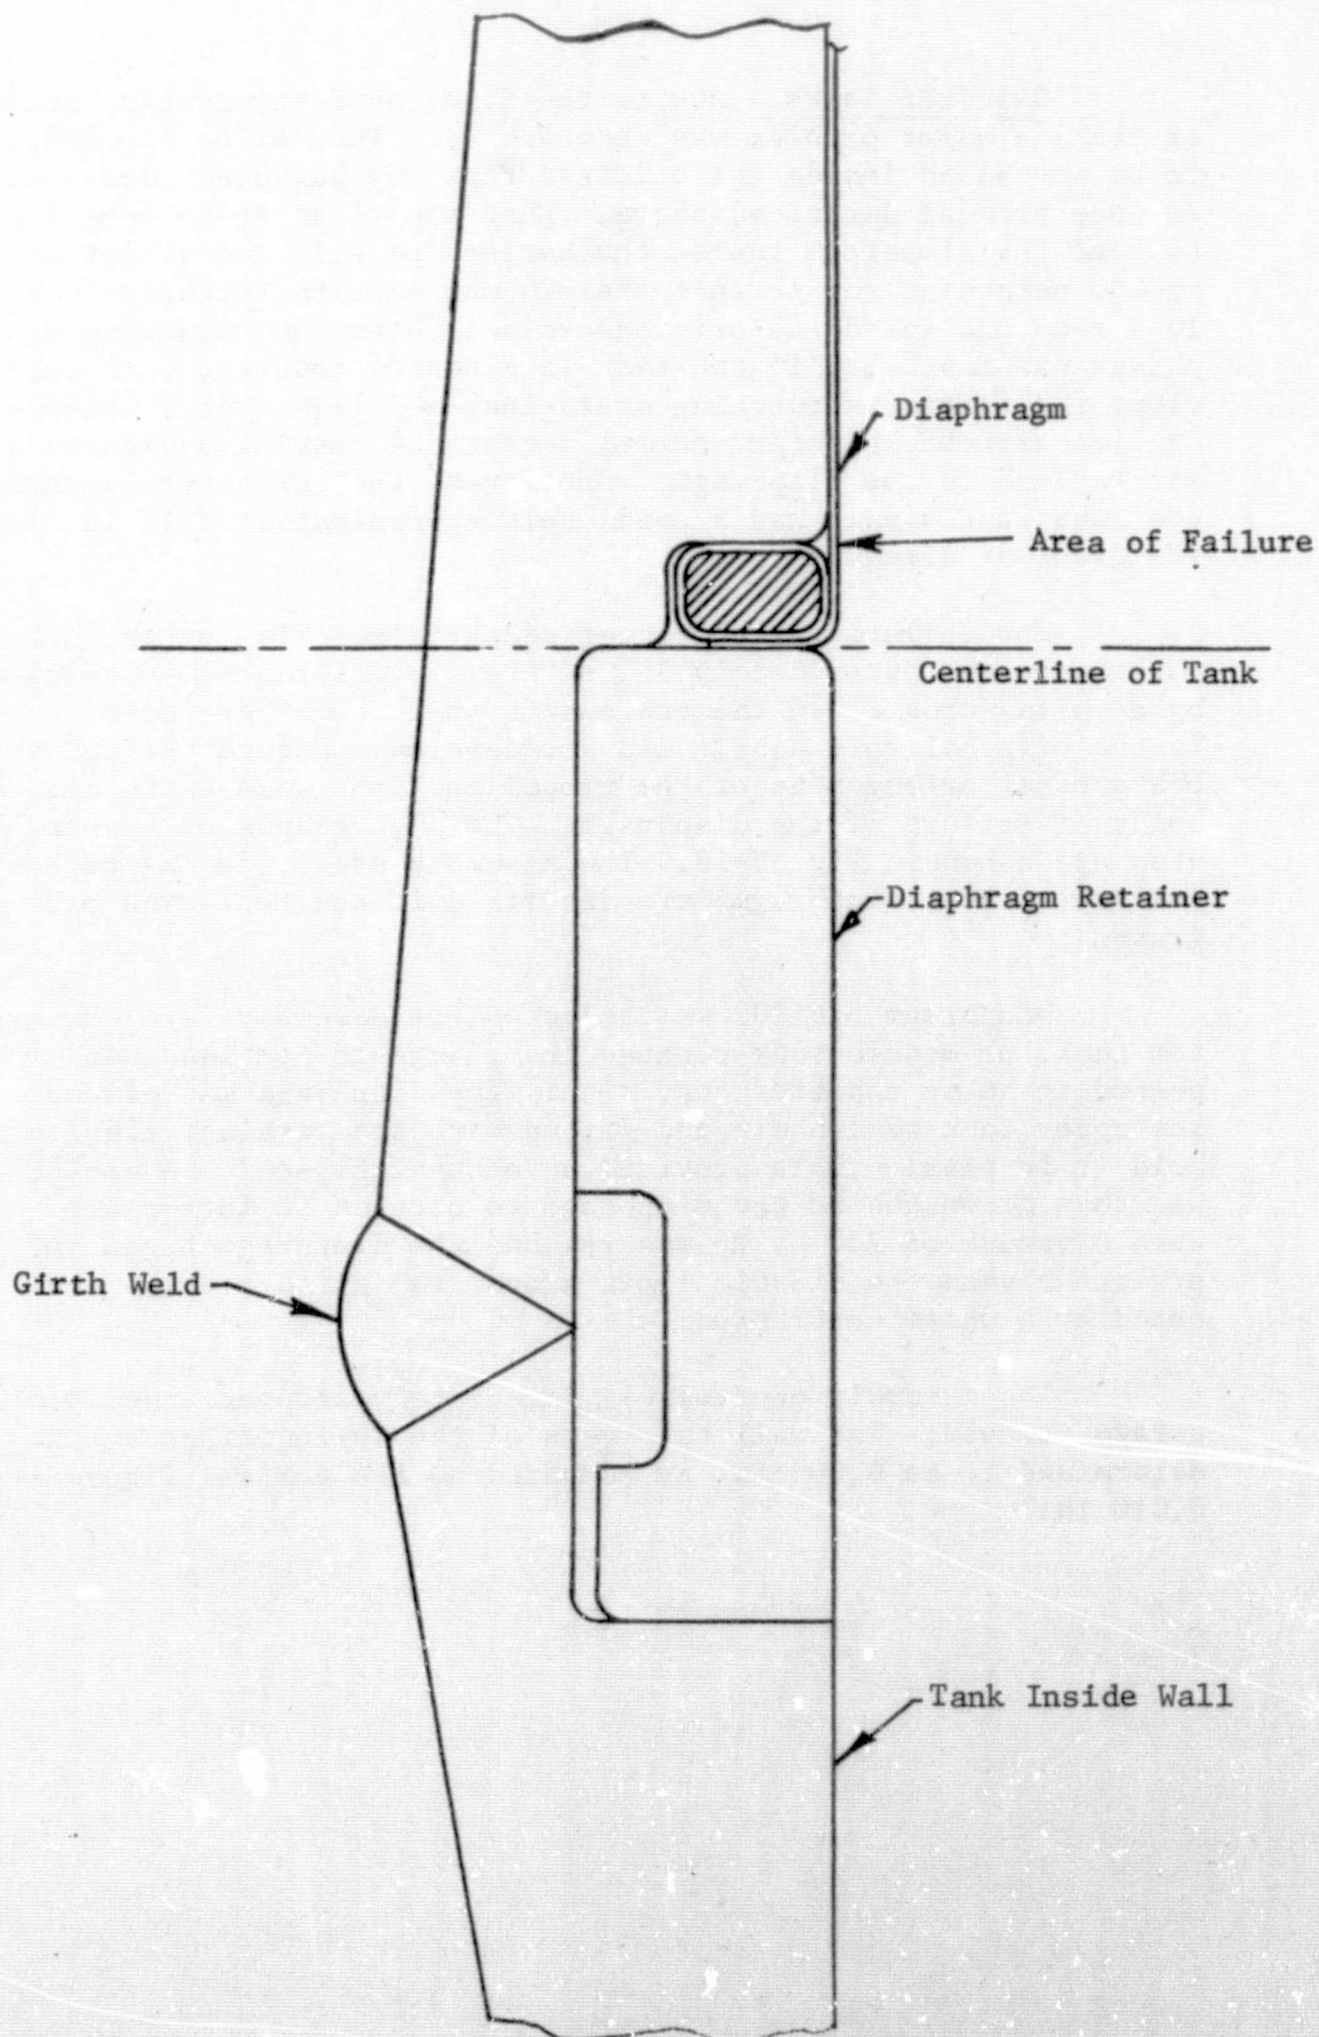 Diaphragm
Area of Failure
Centerline of Tank
Diaphragm Retainer
Girth Weld
Tank Inside Wall